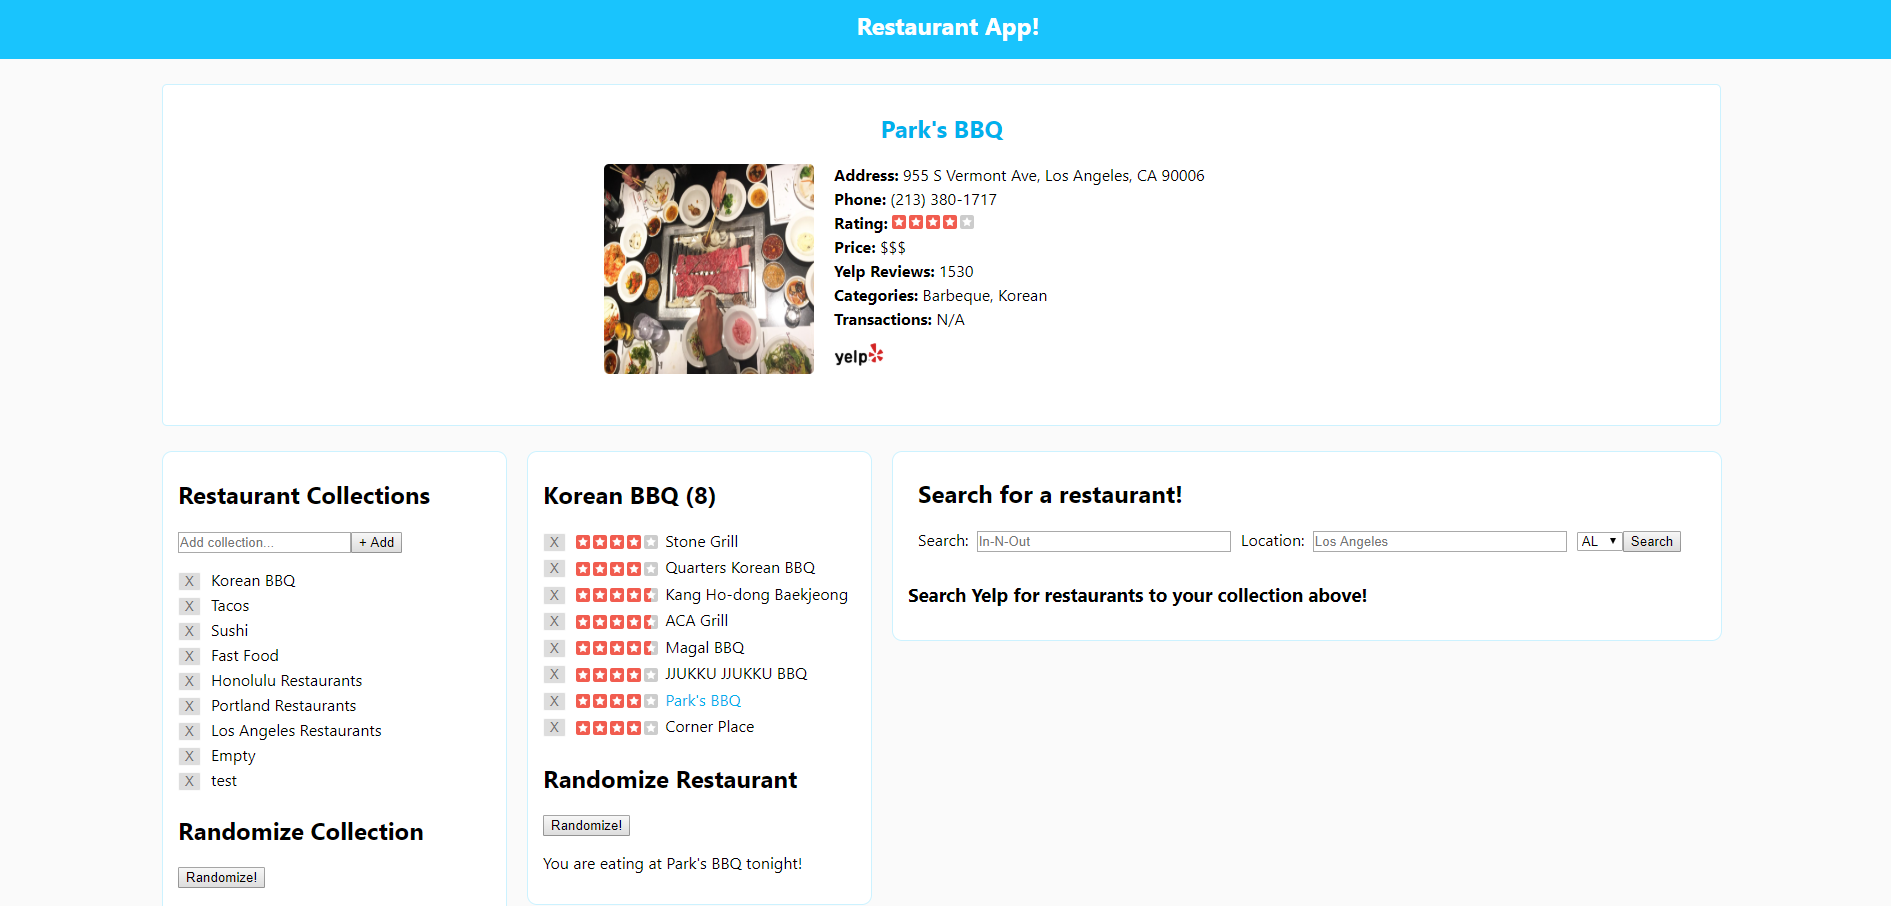 Restaurant App!
Park's BBQ
Address: 955 S Vermont Ave, Los Angeles, CA 90006
Phone: (213) 380-1717
Rating:
Price: $$$
Yelp Reviews: 1530
Categories: Barbeque, Korean
Transactions: N/A
yelp
Restaurant Collections
Add collection... + Add
X Korean BBQ
X Tacos
X Sushi
X Fast Food
X Honolulu Restaurants
X Portland Restaurants
X Los Angeles Restaurants
X Empty
X test
Randomize Collection
Randomize!
Korean BBQ (8)
X Stone Grill
X Quarters Korean BBQ
X Kang Ho-dong Baekjeong
X ACA Grill
X Magal BBQ
X JJUKKU JJUKKU BBQ
X Park's BBQ
X Corner Place
Randomize Restaurant
Randomize!
You are eating at Park's BBQ tonight!
Search for a restaurant!
Search: In-N-Out Location: Los Angeles AL Search
Search Yelp for restaurants to your collection above!